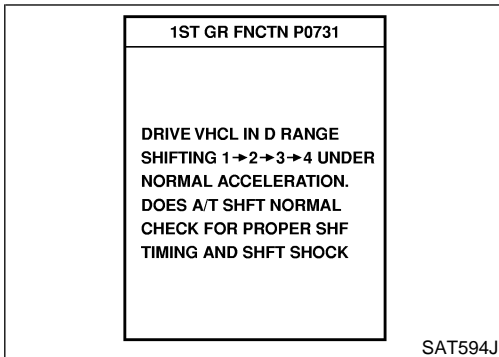 1ST GR FNCTN P0731
DRIVE VHCL IN D RANGE
SHIFTING 1→2→3→4 UNDER
NORMAL ACCELERATION.
DOES A/T SHFT NORMAL
CHECK FOR PROPER SHF
TIMING AND SHFT SHOCK
SAT594J